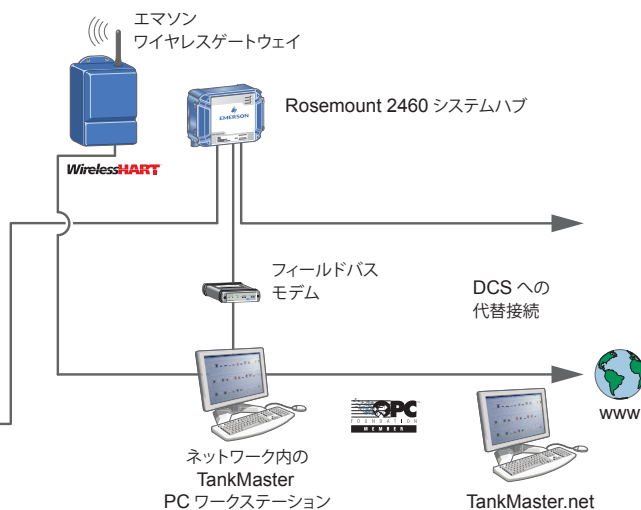 エマソン
ワイヤレスゲートウェイ
EMERSON
Rosemount 2460 システムハブ
WirelessHART
フィールドバス
モデム
DCS への
代替接続
OPC
FOUNDATION
MEMBER
www
ネットワーク内の
TankMaster
PC ワークステーション
TankMaster.net